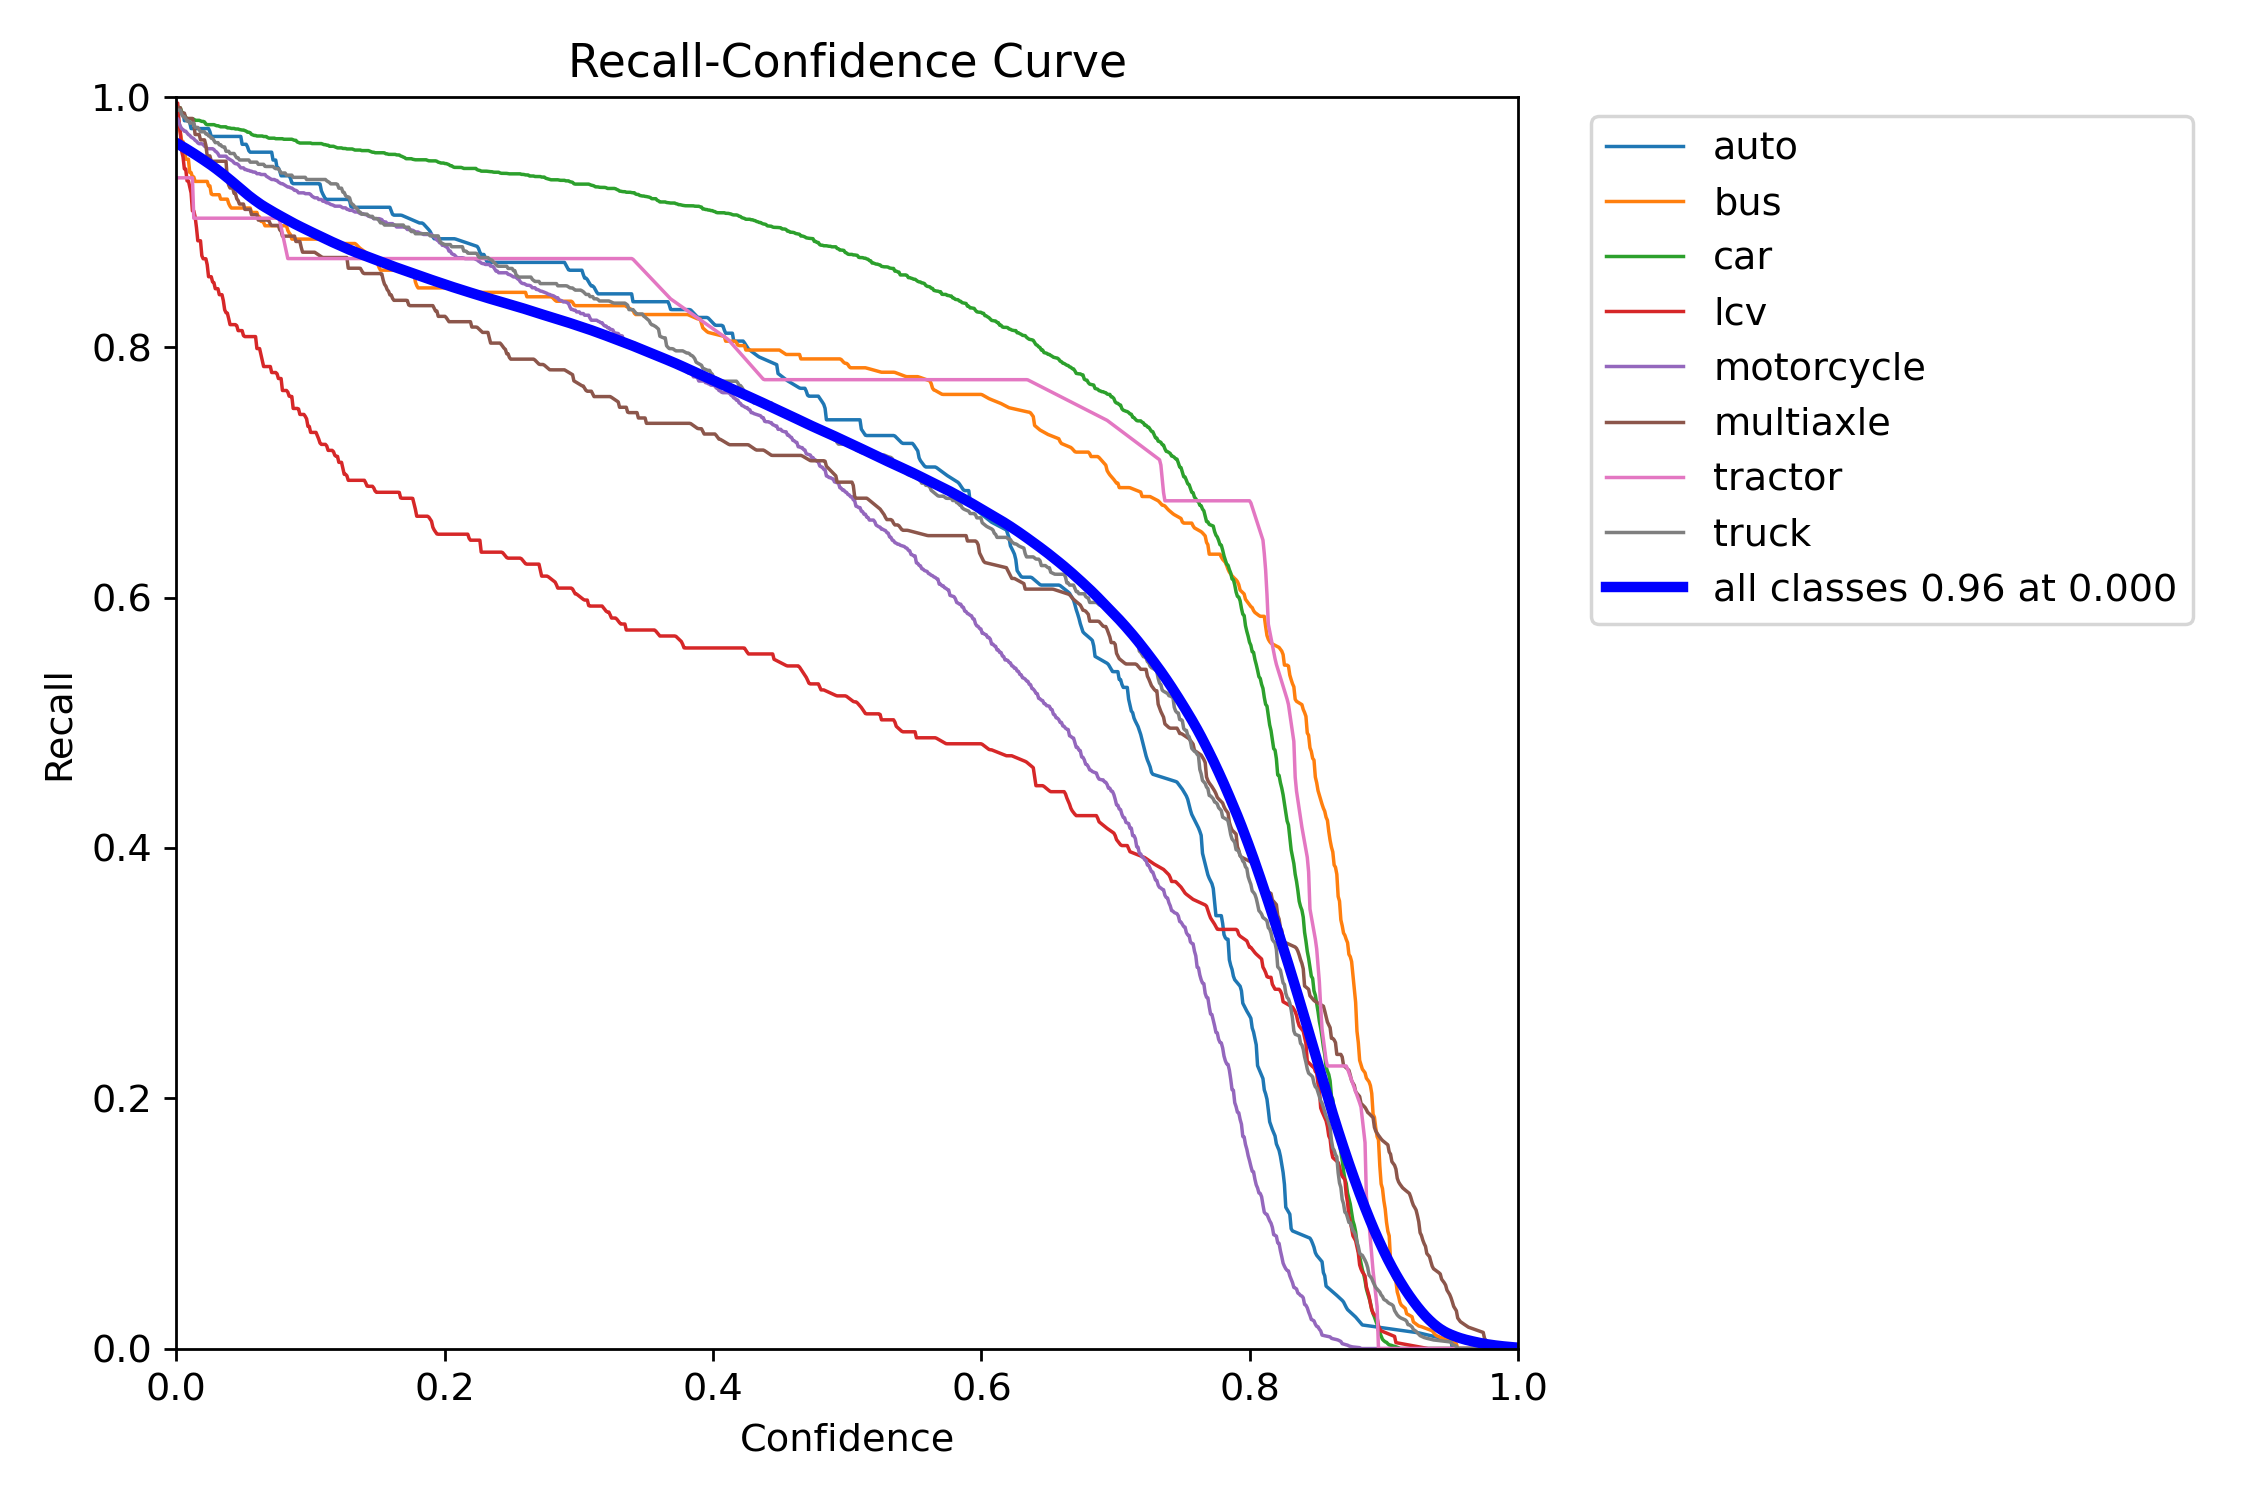 Recall-Confidence Curve
1.0
0.8
0.6
0.4
0.2
0.0
Recall
0.0 0.2 0.4 0.6 0.8 1.0
Confidence
auto
bus
car
lcv
motorcycle
multiaxle
tractor
truck
all classes 0.96 at 0.000